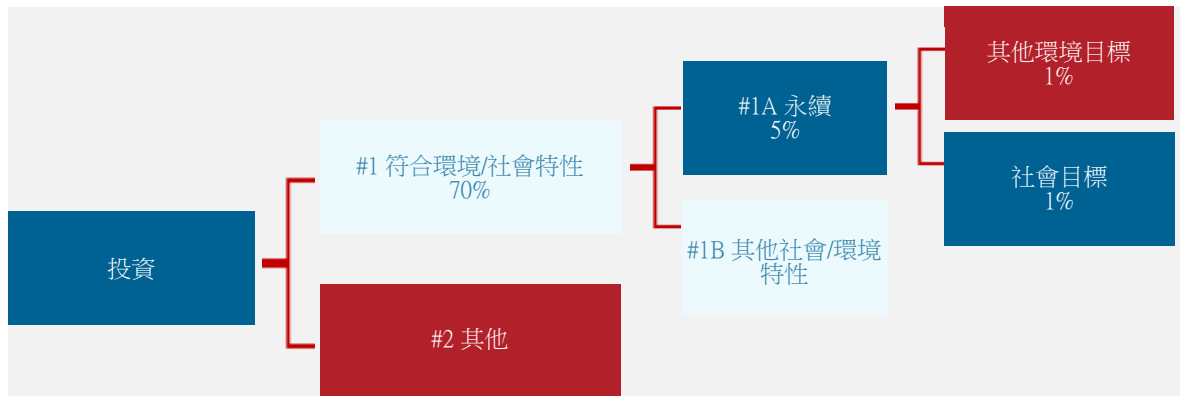 投資
#1 符合環境/社會特性
70%
#2 其他
#1A 永續
5%
#1B 其他社會/環境
特性
其他環境目標
1%
社會目標
1%